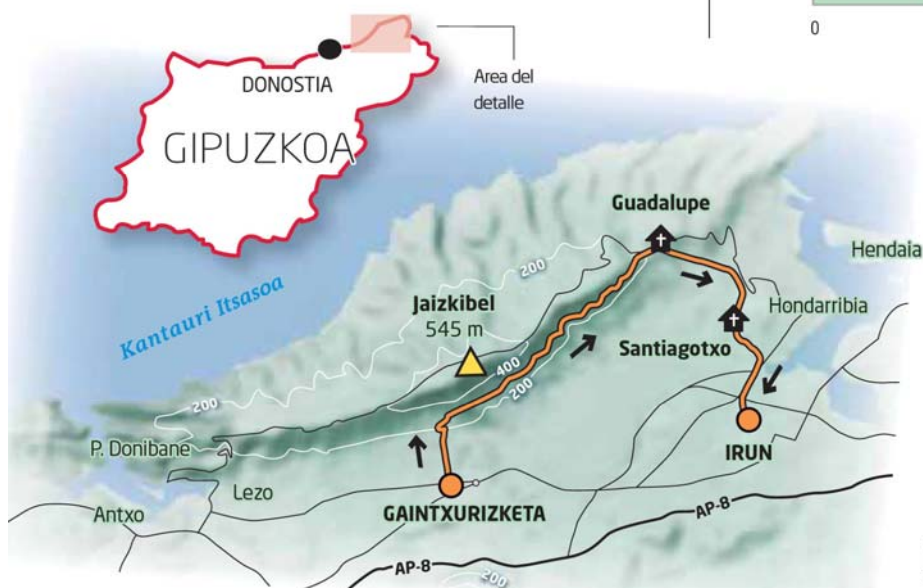 0
DONOSTIA
Area del
detalle
GIPUZKOA
Guadalupe
Hendaia
200
Kantauri Itsasoa
Jaizkibel
545 m
Hondarribia
Santiagotxo
400
200
200
P. Donibane
IRUN
Lezo
GAINTXURIZKETA
Antxo
AP-8
AP-8
200